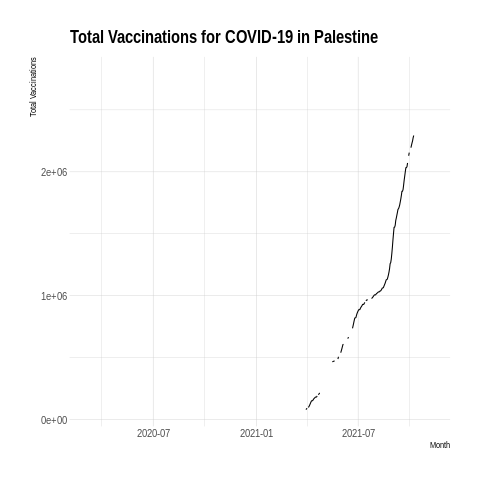 Total Vaccinations for COVID-19 in Palestine
Total Vaccinations
2e+06
1e+06
0e+00
2020-07 2021-01 2021-07
Month